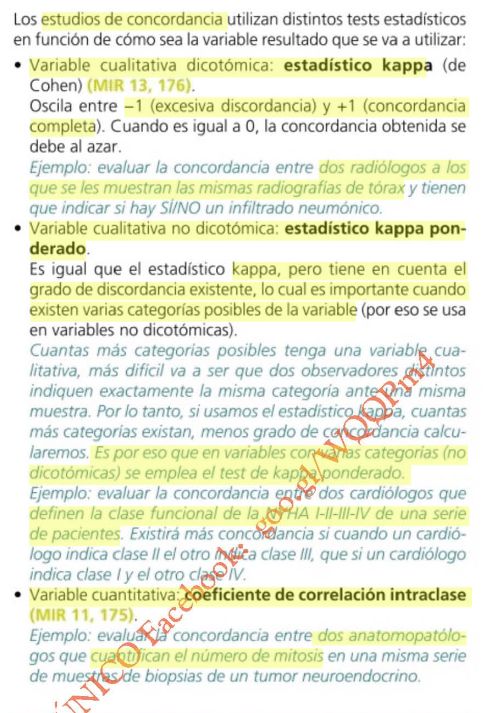 Los estudios de concordancia utilizan distintos tests estadísticos
en función de cómo sea la variable resultado que se va a utilizar:
• Variable cualitativa dicotómica: estadístico kappa (de
Cohen) (MIR 13, 176).
Oscila entre –1 (excesiva discordancia) y +1 (concordancia
completa). Cuando es igual a 0, la concordancia obtenida se
debe al azar.
Ejemplo: evaluar la concordancia entre dos radiólogos a los
que se les muestran las mismas radiografías de tórax y tienen
que indicar si hay SÍ/NO un infiltrado neumónico.
• Variable cualitativa no dicotómica: estadístico kappa pon-
derado.
Es igual que el estadístico kappa, pero tiene en cuenta el
grado de discordancia existente, lo cual es importante cuando
existen varias categorías posibles de la variable (por eso se usa
en variables no dicotómicas).
Cuantas más categorías posibles tenga una variable cua-
litativa, más difícil va a ser que dos observadores distintos
indiquen exactamente la misma categoría ante una misma
muestra. Por lo tanto, si usamos el estadístico kappa, cuantas
más categorías existan, menos grado de concordancia calcu-
laremos. Es por eso que en variables con varias categorías (no
dicotómicas) se emplea el test de kappa ponderado.
Ejemplo: evaluar la concordancia entre dos cardiólogos que
definen la clase funcional de la NYHA I-II-III-IV de una serie
de pacientes. Existirá más concordancia si cuando un cardió-
logo indica clase II el otro indica clase III, que si un cardiólogo
indica clase I y el otro clase IV.
• Variable cuantitativa: coeficiente de correlación intraclase
(MIR 11, 175).
Ejemplo: evaluar la concordancia entre dos anatomopatólo-
gos que cuantifican el número de mitosis en una misma serie
de muestras de biopsias de un tumor neuroendocrino.
ÚNICO Facebook: goo.gl/WQQPm4